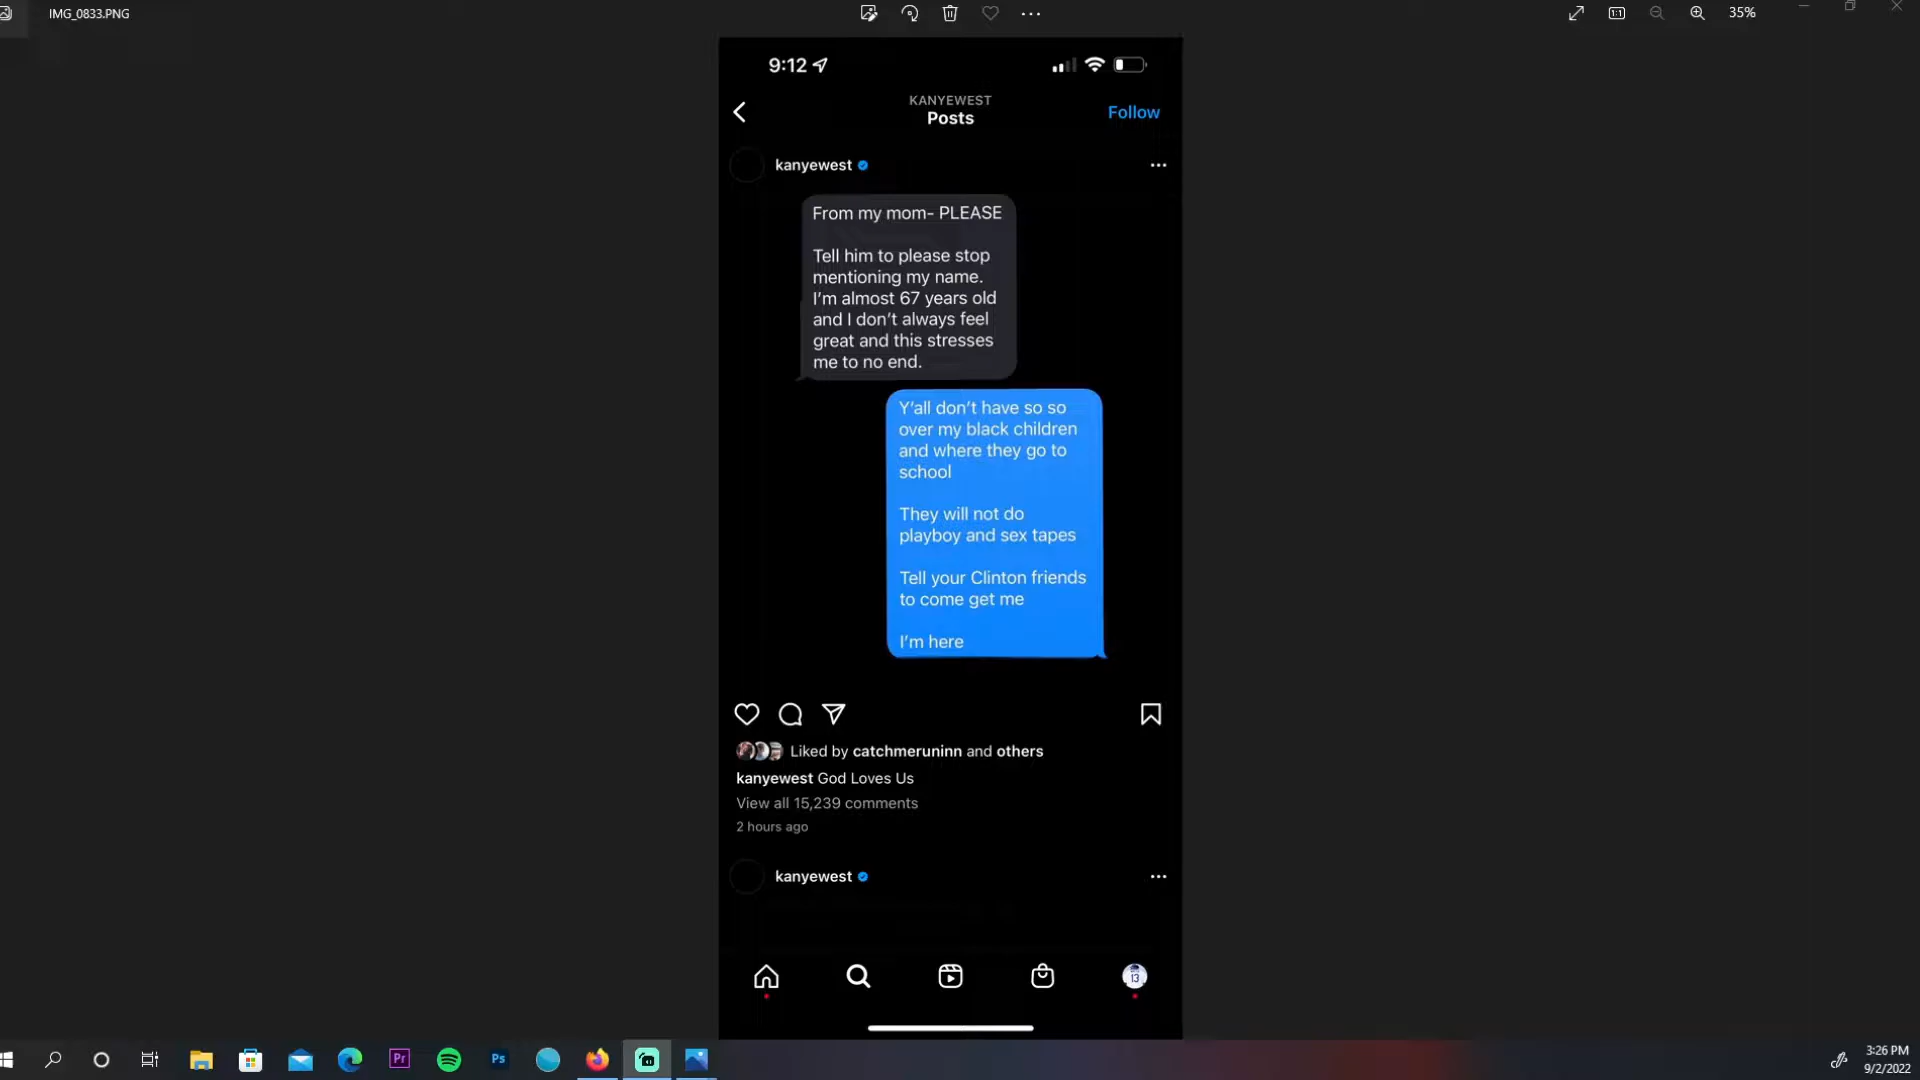 IMG_0833.PNG
35%
9:12
KANYEWEST
Posts
Follow
kanyewest
From my mom- PLEASE
Tell him to please stop
mentioning my name.
I'm almost 67 years old
and I don't always feel
great and this stresses
me to no end.
Y'all don't have so so
over my black children
and where they go to
school
They will not do
playboy and sex tapes
Tell your Clinton friends
to come get me
I'm here
Liked by catchmeruninn and others
kanyewest God Loves Us
View all 15,239 comments
2 hours ago
kanyewest
13
Pr
Ps
3:26 PM
9/2/2022